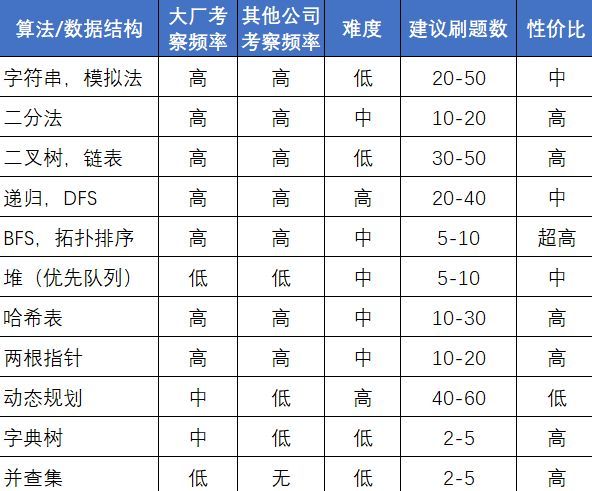 算法/数据结构 大厂考察频率 其他公司考察频率 难度 建议刷题数 性价比
字符串，模拟法 高 高 低 20-50 中
二分法 高 高 中 10-20 高
二叉树，链表 高 高 低 30-50 高
递归，DFS 高 高 高 20-40 中
BFS，拓扑排序 高 高 中 5-10 超高
堆（优先队列） 低 低 中 5-10 中
哈希表 高 高 中 10-30 高
两根指针 高 高 中 10-20 高
动态规划 中 低 高 40-60 低
字典树 中 低 低 2-5 高
并查集 低 无 低 2-5 高